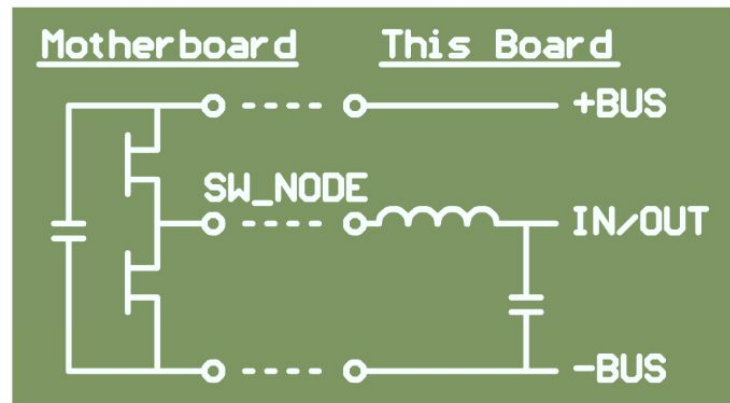 Motherboard This Board
+BUS
SW_NODE
IN/OUT
-BUS